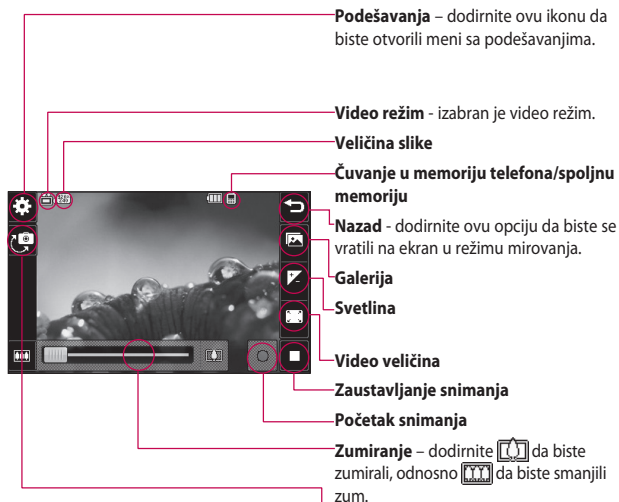 Podešavanja – dodirnite ovu ikonu da
biste otvorili meni sa podešavanjima.
Video režim - izabran je video režim.
Veličina slike
Čuvanje u memoriju telefona/spoljnu
memoriju
Nazad - dodirnite ovu opciju da biste se
vratili na ekran u režimu mirovanja.
Galerija
Svetlina
Video veličina
Zaustavljanje snimanja
Početak snimanja
Zumiranje – dodirnite da biste
zumirali, odnosno da biste smanjili
zum.